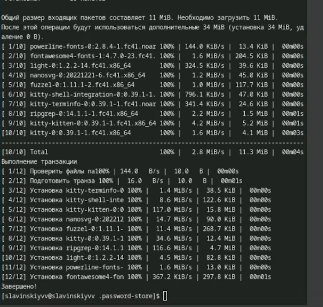 Общий размер входящих пакетов составляет 11 MiB. Необходимо загрузить 11 MiB.
После этой операции будут использоваться дополнительные 34 MiB (установка 34 MiB, уд
аление 0 B).
[ 1/10] powerline-fonts-0:2.8.4-1.fc41.noar 100% | 144.0 KiB/s | 13.4 KiB | 00m00s
[ 2/10] fontawesome4-fonts-1:4.7.0-23.fc41. 100% | 1.6 MiB/s | 204.5 KiB | 00m00s
[ 3/10] light-0:1.2.2-14.fc41.x86_64 100% | 324.5 KiB/s | 39.6 KiB | 00m00s
[ 4/10] nanosvg-0:20221221-6.fc41.x86_64 100% | 1.2 MiB/s | 45.0 KiB | 00m00s
[ 5/10] fuzzel-0:1.11.1-2.fc41.x86_64 100% | 1.0 MiB/s | 117.7 KiB | 00m00s
[ 6/10] kitty-shell-integration-0:0.39.1-1. 100% | 796.1 KiB/s | 47.0 KiB | 00m00s
[ 7/10] kitty-terminfo-0:0.39.1-1.fc41.noar 100% | 341.4 KiB/s | 24.6 KiB | 00m00s
[ 8/10] ripgrep-0:14.1.1-1.fc41.x86_64 100% | 2.2 MiB/s | 1.5 MiB | 00m01s
[ 9/10] kitty-kitten-0:0.39.1-1.fc41.x86_64 100% | 4.2 MiB/s | 5.2 MiB | 00m01s
[10/10] kitty-0:0.39.1-1.fc41.x86_64 100% | 1.6 MiB/s | 4.1 MiB | 00m03s
[10/10] Total 100% | 2.8 MiB/s | 11.3 MiB | 00m04s
Выполнение транзакции
[ 1/12] Проверить файлы па100% | 144.0 B/s | 10.0 B | 00m00s
[ 2/12] Подготовить транза 100% | 16.0 B/s | 10.0 B | 00m01s
[ 3/12] Установка kitty-terminfo-0 100% | 1.4 MiB/s | 38.5 KiB | 00m00s
[ 4/12] Установка kitty-shell-inte 100% | 8.6 MiB/s | 122.6 KiB | 00m00s
[ 5/12] Установка kitty-kitten-0:0 100% | 117.0 MiB/s | 15.8 MiB | 00m00s
[ 6/12] Установка nanosvg-0:202212 100% | 14.7 MiB/s | 90.0 KiB | 00m00s
[ 7/12] Установка fuzzel-0:1.11.1- 100% | 11.4 MiB/s | 268.7 KiB | 00m00s
[ 8/12] Установка kitty-0:0.39.1-1 100% | 34.6 MiB/s | 12.4 MiB | 00m00s
[ 9/12] Установка ripgrep-0:14.1.1 100% | 116.6 MiB/s | 4.7 MiB | 00m00s
[10/12] Установка light-0:1.2.2-14 100% | 4.5 MiB/s | 82.8 KiB | 00m00s
[11/12] Установка powerline-fonts- 100% | 1.6 MiB/s | 13.0 KiB | 00m00s
[12/12] Установка fontawesome4-fon 100% | 367.2 KiB/s | 297.8 KiB | 00m01s
Завершено!
[slavinskiyvv@slavinskiyvv .password-store]$